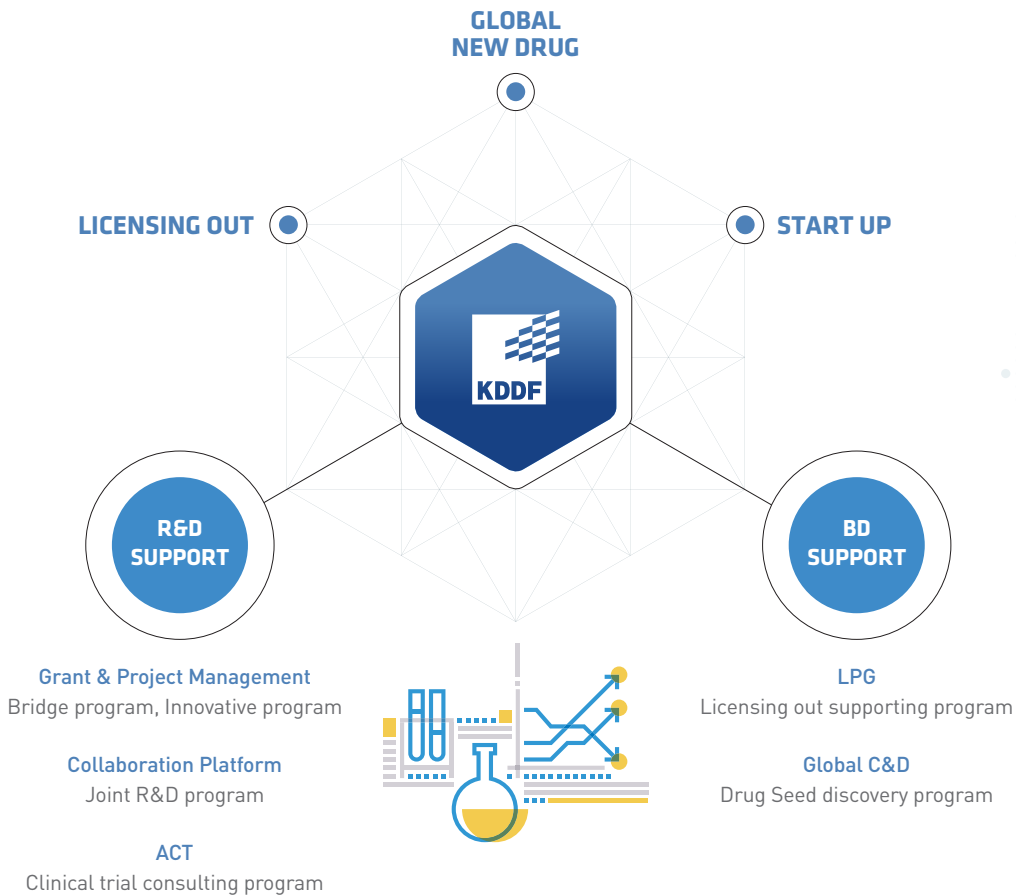 GLOBAL
NEW DRUG
LICENSING OUT
START UP
KDDF
R&D
SUPPORT
BD
SUPPORT
Grant & Project Management
Bridge program, Innovative program
Collaboration Platform
Joint R&D program
ACT
Clinical trial consulting program
LPG
Licensing out supporting program
Global C&D
Drug Seed discovery program